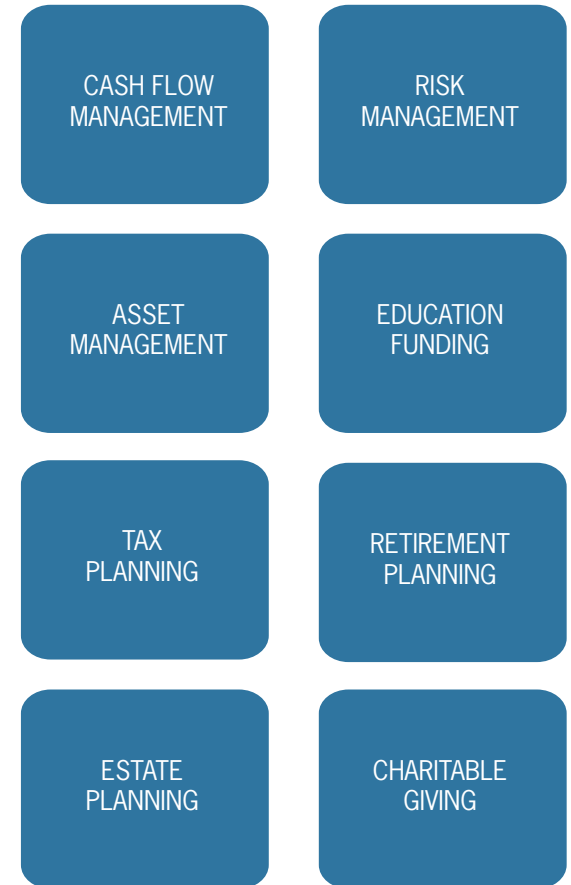 CASH FLOW
MANAGEMENT
RISK
MANAGEMENT
ASSET
MANAGEMENT
EDUCATION
FUNDING
TAX
PLANNING
RETIREMENT
PLANNING
ESTATE
PLANNING
CHARITABLE
GIVING